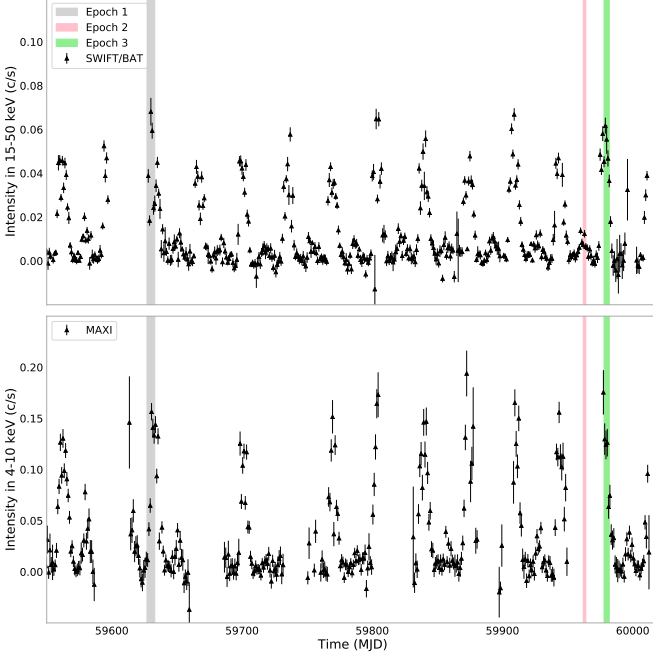 Epoch 1
Epoch 2
Epoch 3
SWIFT/BAT
0.10
0.08
0.06
0.04
0.02
0.00
Intensity in 15-50 keV (c/s)
MAXI
0.20
0.15
0.10
0.05
0.00
Intensity in 4-10 keV (c/s)
59600 59700 59800 59900 60000
Time (MJD)